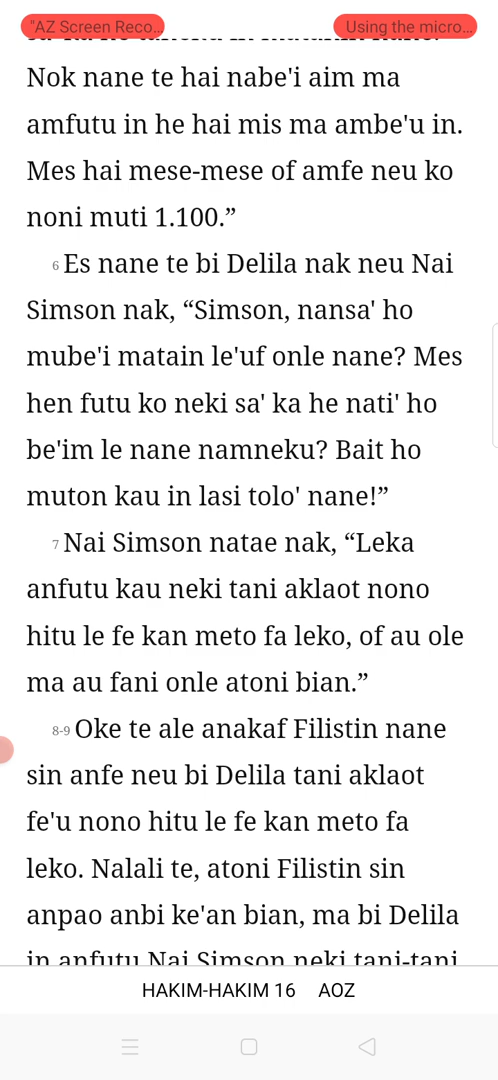 "AZ Screen Reco...
Using the micro...
Nok nane te hai nabe'i aim ma
amfutu in he hai mis ma ambe'u in.
Mes hai mese-mese of amfe neu ko
noni muti 1.100.”
6 Es nane te bi Delila nak neu Nai
Simson nak, “Simson, nansa' ho
mube'i matain le'uf onle nane? Mes
hen futu ko neki sa' ka he nati' ho
be'im le nane namneku? Bait ho
muton kau in lasi tolo' nane!”
7 Nai Simson natae nak, “Leka
anfutu kau neki tani aklaot nono
hitu le fe kan meto fa leko, of au ole
ma au fani onle atoni bian.”
8-9 Oke te ale anakaf Filistin nane
sin anfe neu bi Delila tani aklaot
fe'u nono hitu le fe kan meto fa
leko. Nalali te, atoni Filistin sin
anpao anbi ke'an bian, ma bi Delila
in anfutu Nai Simson neki tani-tani
HAKIM-HAKIM 16 AOZ